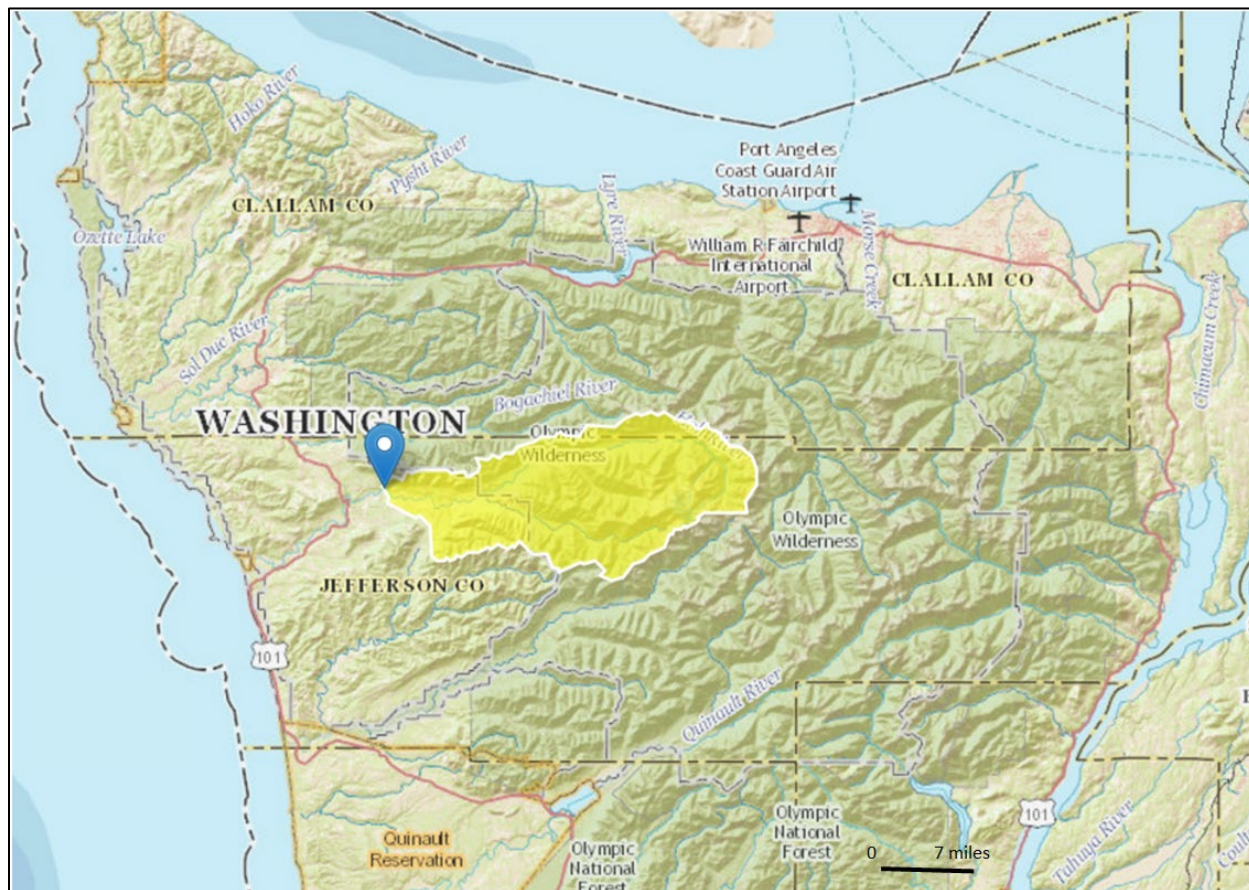 Hoko River
Pysht River
CLALLAM CO
Ozette Lake
Lyre River
Port Angeles
Coast Guard Air
Station Airport
William R Fairchild
International
Airport
Morse Creek
CLALLAM CO
Chimacum Creek
Sol Duc River
Bogachiel River
WASHINGTON
Olympic
Wilderness
River
Olympic
Wilderness
JEFFERSON CO
101
Quinault River
Quinault
Reservation
Olympic
National
Forest
Olympic
National
Forest
0 7 miles
101
Tahuya River